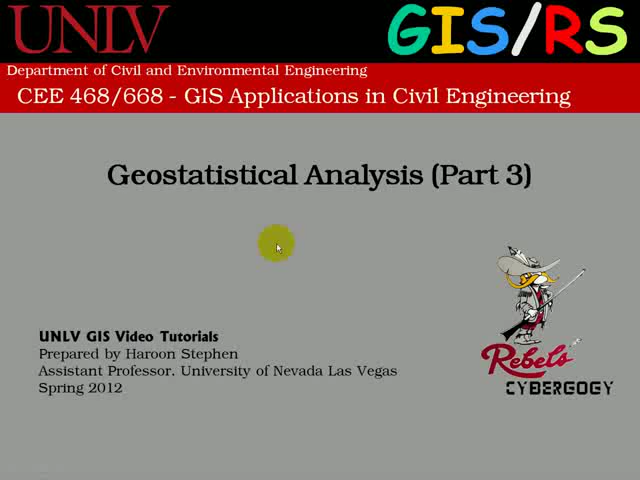 UNLV
GIS/RS
Department of Civil and Environmental Engineering
CEE 468/668 - GIS Applications in Civil Engineering
Geostatistical Analysis (Part 3)
UNLV GIS Video Tutorials
Prepared by Haroon Stephen
Assistant Professor, University of Nevada Las Vegas
Spring 2012
Rebels
CYBERGOGY